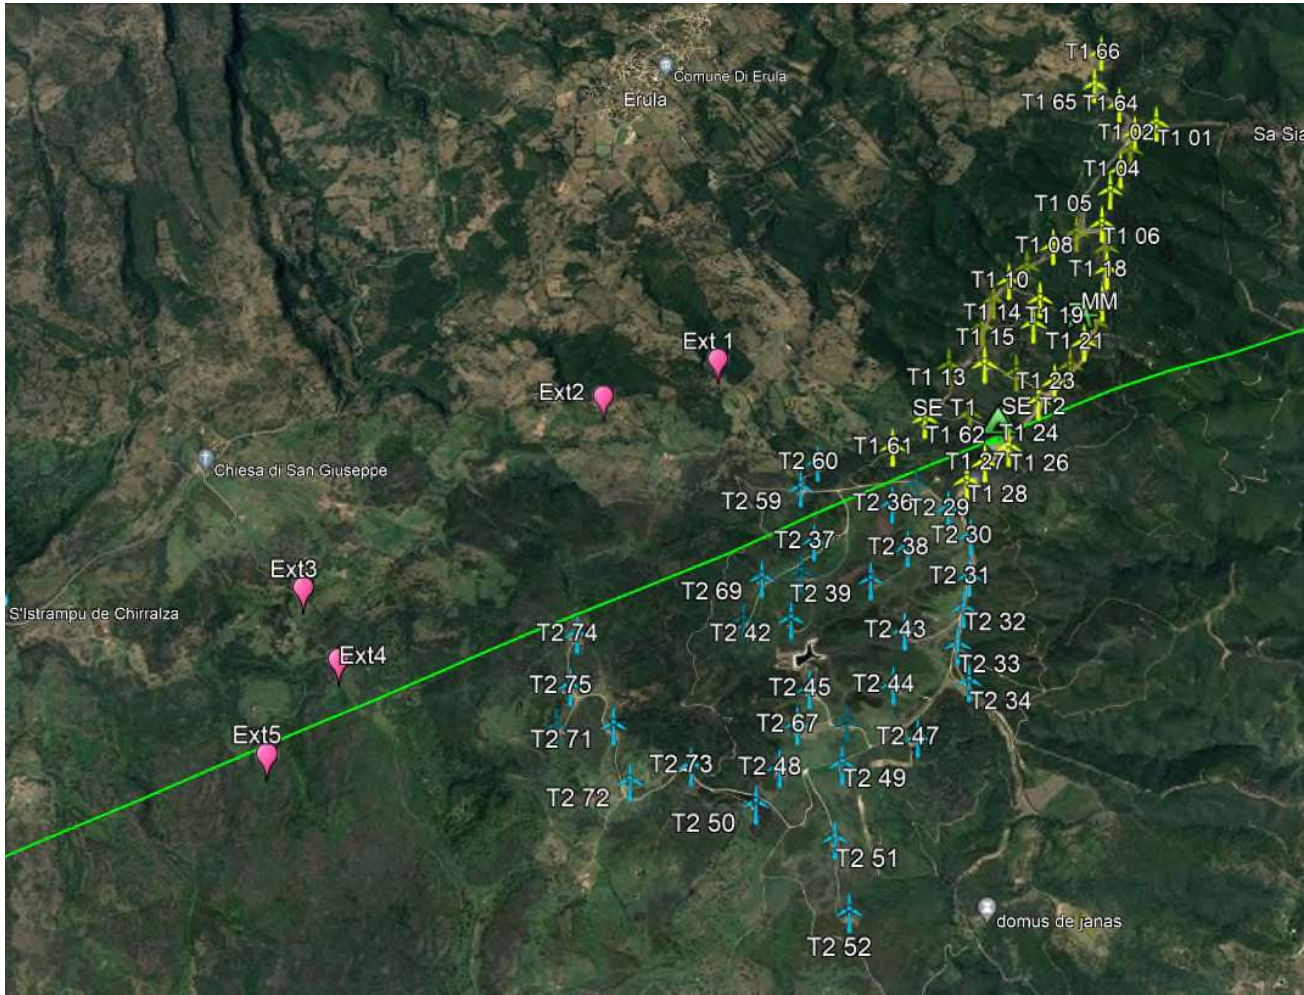 T1 66
Comune Di Erula
Erula
T1 65
T1 64
T1 02
T1 01
Sa Sia
T1 04
T1 05
T1 06
T1 08
T1 18
T1 10
MM
T1 14
T1 19
T1 15
T1 21
Ext 1
T1 13
T1 23
Ext2
SE T1
SE T2
T1 62
T1 24
T1 61
T1 27
T1 26
Chiesa di San Giuseppe
T2 60
T2 59
T1 28
T2 36
T2 29
T2 37
T2 38
T2 30
Ext3
T2 69
T2 39
T2 31
S'Istrampu de Chirralza
T2 74
T2 42
T2 43
T2 32
Ext4
T2 33
T2 75
T2 45
T2 44
T2 34
Ext5
T2 71
T2 67
T2 47
T2 73
T2 48
T2 49
T2 72
T2 50
T2 51
domus de janas
T2 52